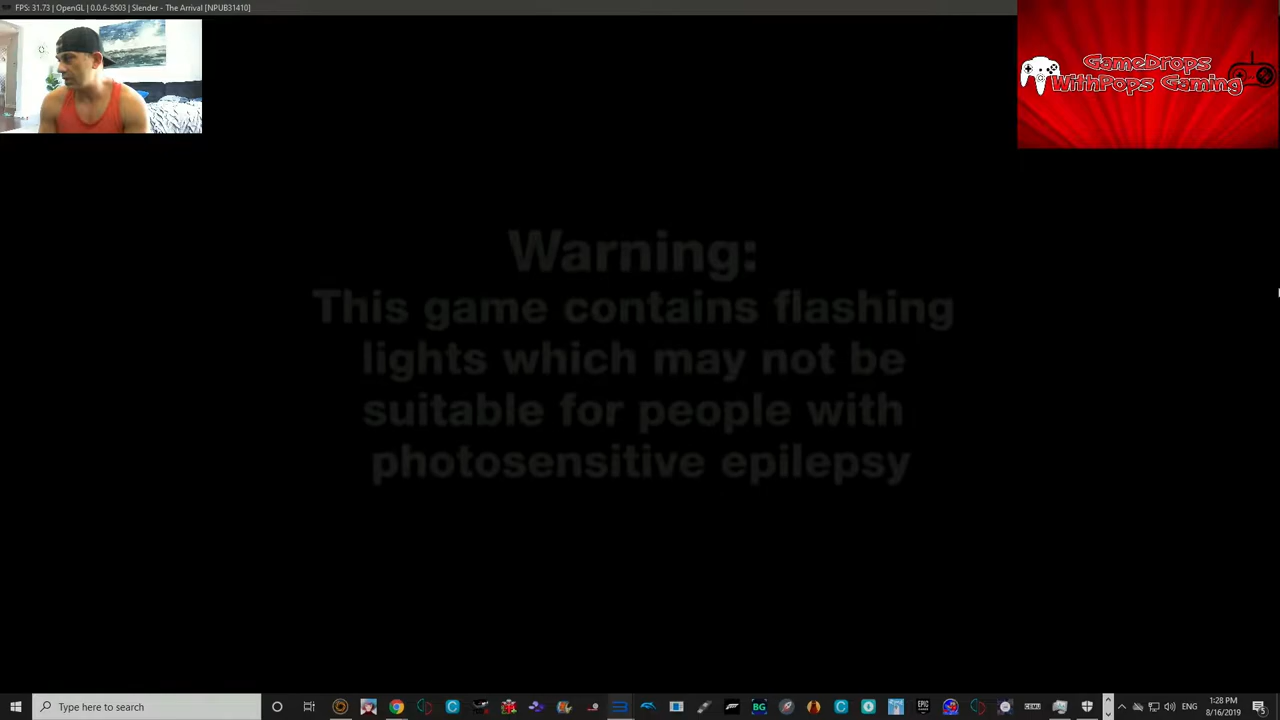 FPS: 31.73 | OpenGL | 0.0.6-8503 | Slender - The Arrival [NPUB31410]
GameDrops
WithPops Gaming
Warning:
This game contains flashing
lights which may not be
suitable for people with
photosensitive epilepsy
Type here to search
BG
EPIC
ENG
1:28 PM
8/16/2019